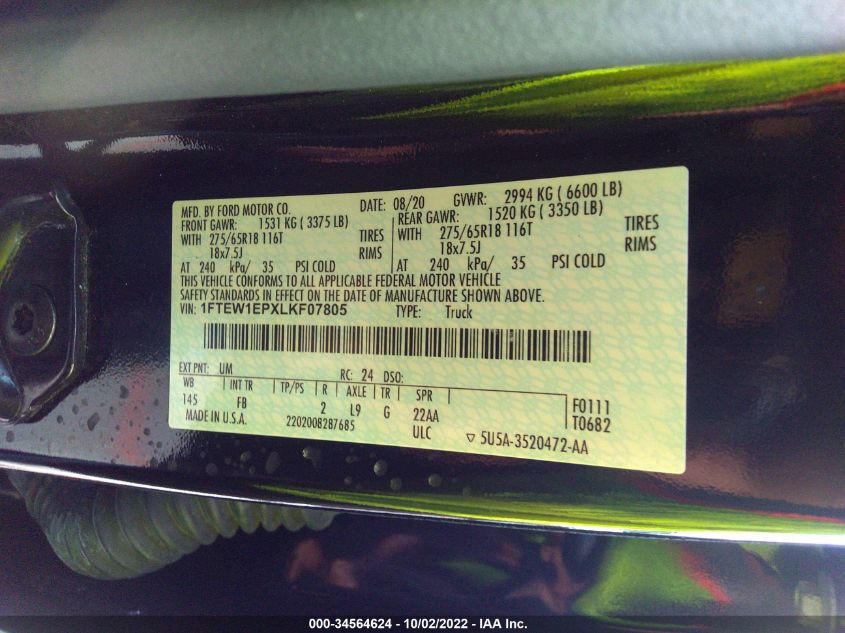 MFD. BY FORD MOTOR CO. DATE: 08/20 GVWR: 2994 KG ( 6600 LB)
FRONT GAWR: 1531 KG ( 3375 LB) REAR GAWR: 1520 KG ( 3350 LB)
WITH 275/65R18 116T TIRES WITH 275/65R18 116T TIRES
18x7.5J RIMS 18x7.5J RIMS
AT 240 kPa/ 35 PSI COLD AT 240 kPa/ 35 PSI COLD
THIS VEHICLE CONFORMS TO ALL APPLICABLE FEDERAL MOTOR VEHICLE
SAFETY STANDARDS IN EFFECT ON THE DATE OF MANUFACTURE SHOWN ABOVE.
VIN: 1FTEW1EPXLKF07805 TYPE: Truck
EXT PNT: UM RC: 24 DSO:
WB INT TR TP/PS R AXLE TR SPR
145 FB 2 L9 G 22AA F0111
MADE IN U.S.A. 2202008287685 ULC T0682
▽ 5U5A-3520472-AA
000-34564624 - 10/02/2022 - IAA Inc.